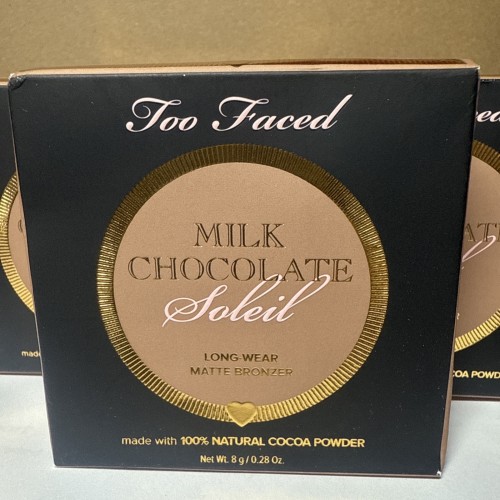 Too Faced
MILK
CHOCOLATE
Soleil
LONG-WEAR
MATTE BRONZER
made with 100% NATURAL COCOA POWDER
Net Wt. 8 g / 0.28 Oz.
made